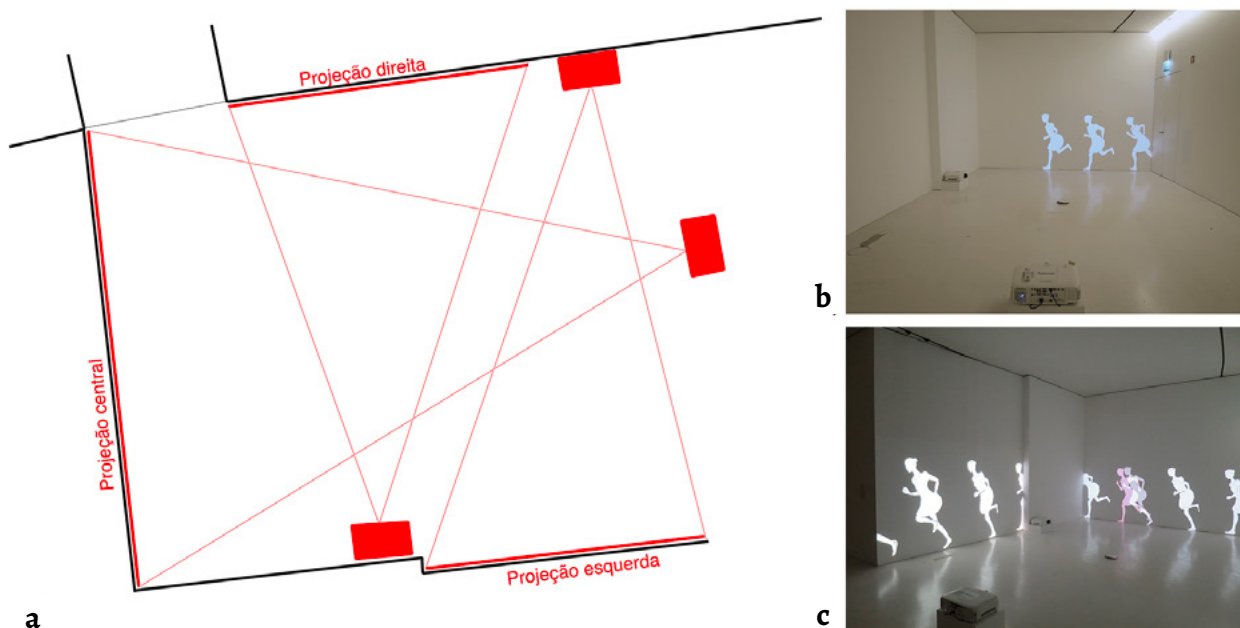 Projeção direita
Projeção central
Projeção esquerda
a
b
c